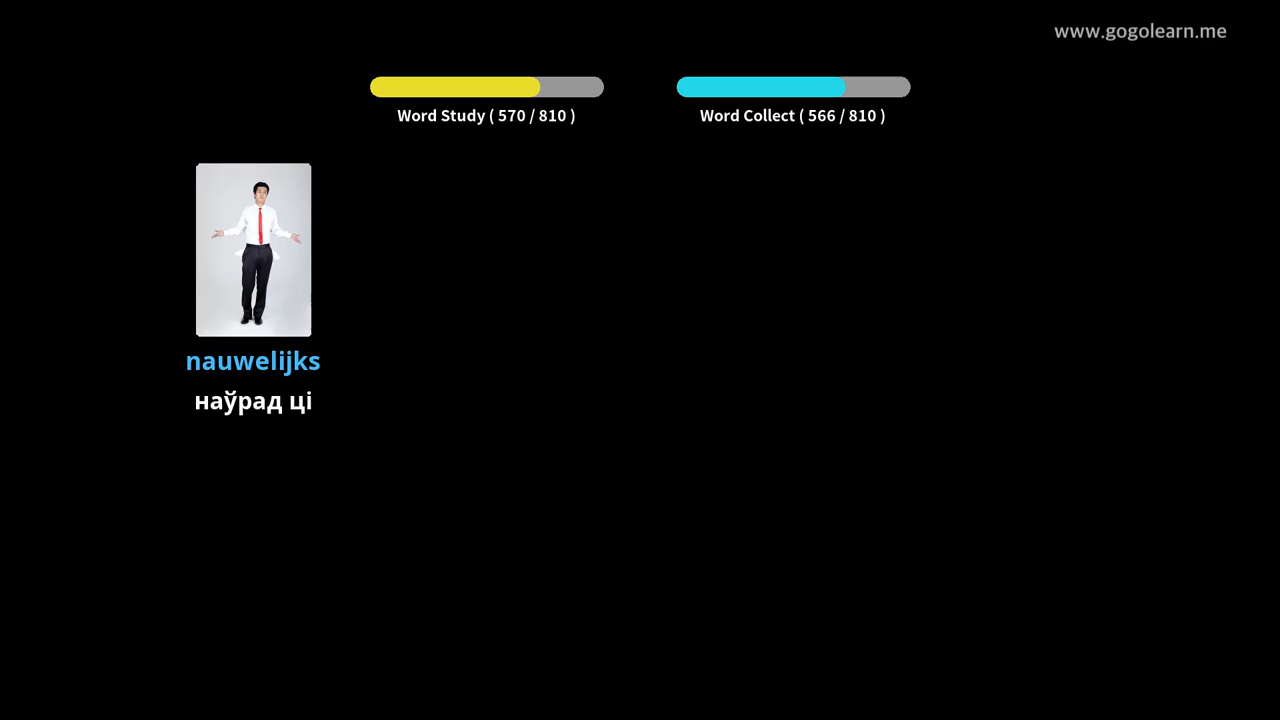 www.gogolearn.me
Word Study ( 570 / 810 )
Word Collect ( 566 / 810 )
nauwelijks
наўрад ці